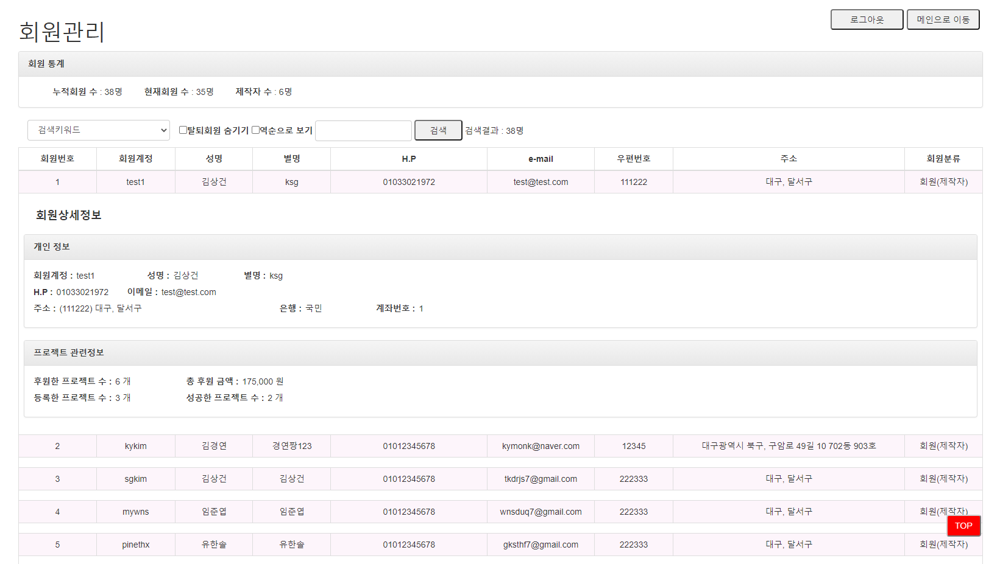 로그아웃 메인으로 이동
회원관리
회원 통계
누적회원 수 : 38명 현재회원 수 : 35명 제작자 수 : 6명
검색키워드 탈퇴회원 숨기기 역순으로 보기 검색 검색결과 : 38명
회원번호 회원계정 성명 별명 H.P e-mail 우편번호 주소 회원분류
1 test1 김상건 ksg 01033021972 test@test.com 111222 대구, 달서구 회원(제작자)
회원상세정보
개인 정보
회원계정 : test1 성명 : 김상건 별명 : ksg
H.P : 01033021972 이메일 : test@test.com
주소 : (111222) 대구, 달서구 은행 : 국민 계좌번호 : 1
프로젝트 관련정보
후원한 프로젝트 수 : 6 개 총 후원 금액 : 175,000 원
등록한 프로젝트 수 : 3 개 성공한 프로젝트 수 : 2 개
2 kykim 김경연 경연짱123 01012345678 kymonk@naver.com 12345 대구광역시 북구, 구암로 49길 10 702동 903호 회원(제작자)
3 sgkim 김상건 김상건 01012345678 tkdrjs7@gmail.com 222333 대구, 달서구 회원(제작자)
4 mywns 임준엽 임준엽 01012345678 wnsduq7@gmail.com 222333 대구, 달서구 회원(제작자)
TOP
5 pinethx 유한솔 유한솔 01012345678 gksthf7@gmail.com 222333 대구, 달서구 회원(제작자)